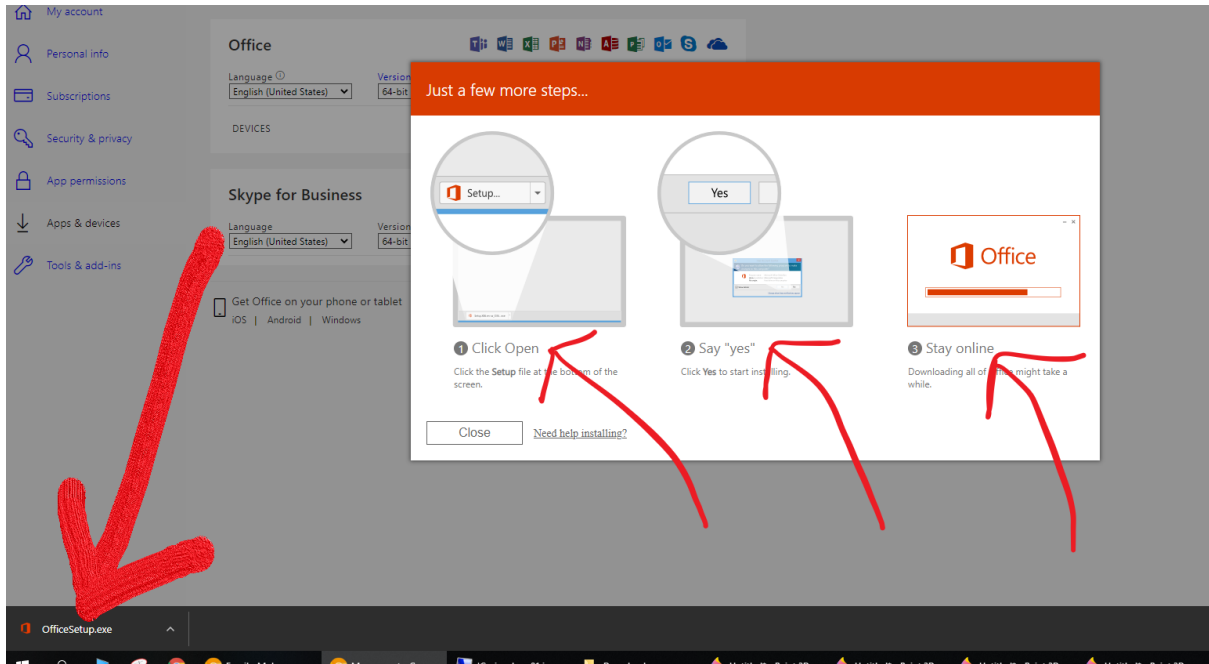 My account
Personal info
Subscriptions
Security & privacy
App permissions
Apps & devices
Tools & add-ins
Office
Language
Version
English (United States)
64-bit
DEVICES
Skype for Business
Language
Version
English (United States)
64-bit
Get Office on your phone or tablet
iOS | Android | Windows
Just a few more steps...
Setup...
Yes
Office
1 Click Open
Click the Setup file at the bottom of the
screen.
2 Say "yes"
Click Yes to start installing.
3 Stay online
Downloading all of Office might take a
while.
Close
Need help installing?
OfficeSetup.exe